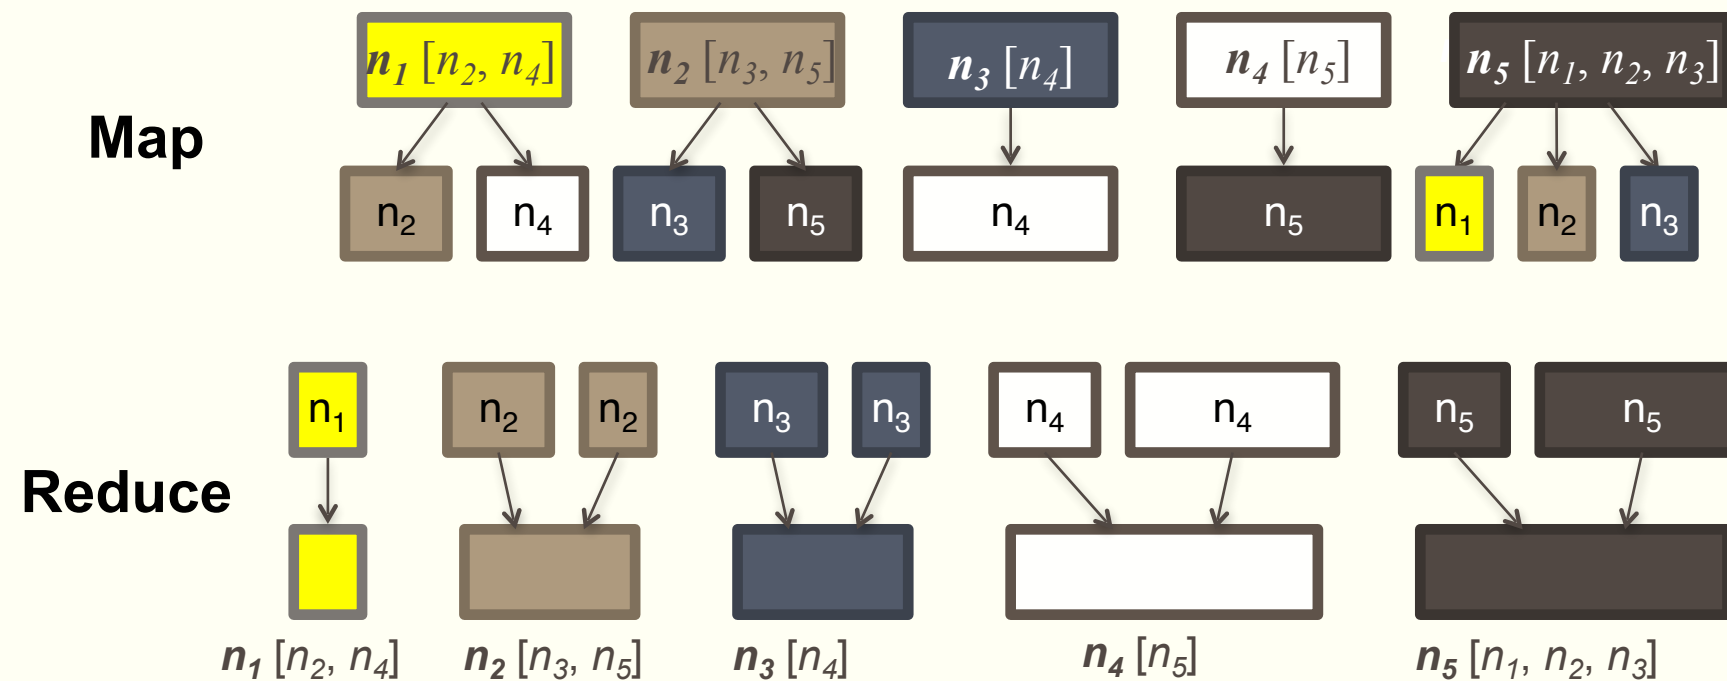 n₁ [n₂, n₄] n₂ [n₃, n₅] n₃ [n₄] n₄ [n₅] n₅ [n₁, n₂, n₃]
Map
n₂ n₄ n₃ n₅ n₄ n₅ n₁ n₂ n₃
n₁ n₂ n₂ n₃ n₃ n₄ n₄ n₅ n₅
Reduce
n₁ [n₂, n₄] n₂ [n₃, n₅] n₃ [n₄] n₄ [n₅] n₅ [n₁, n₂, n₃]